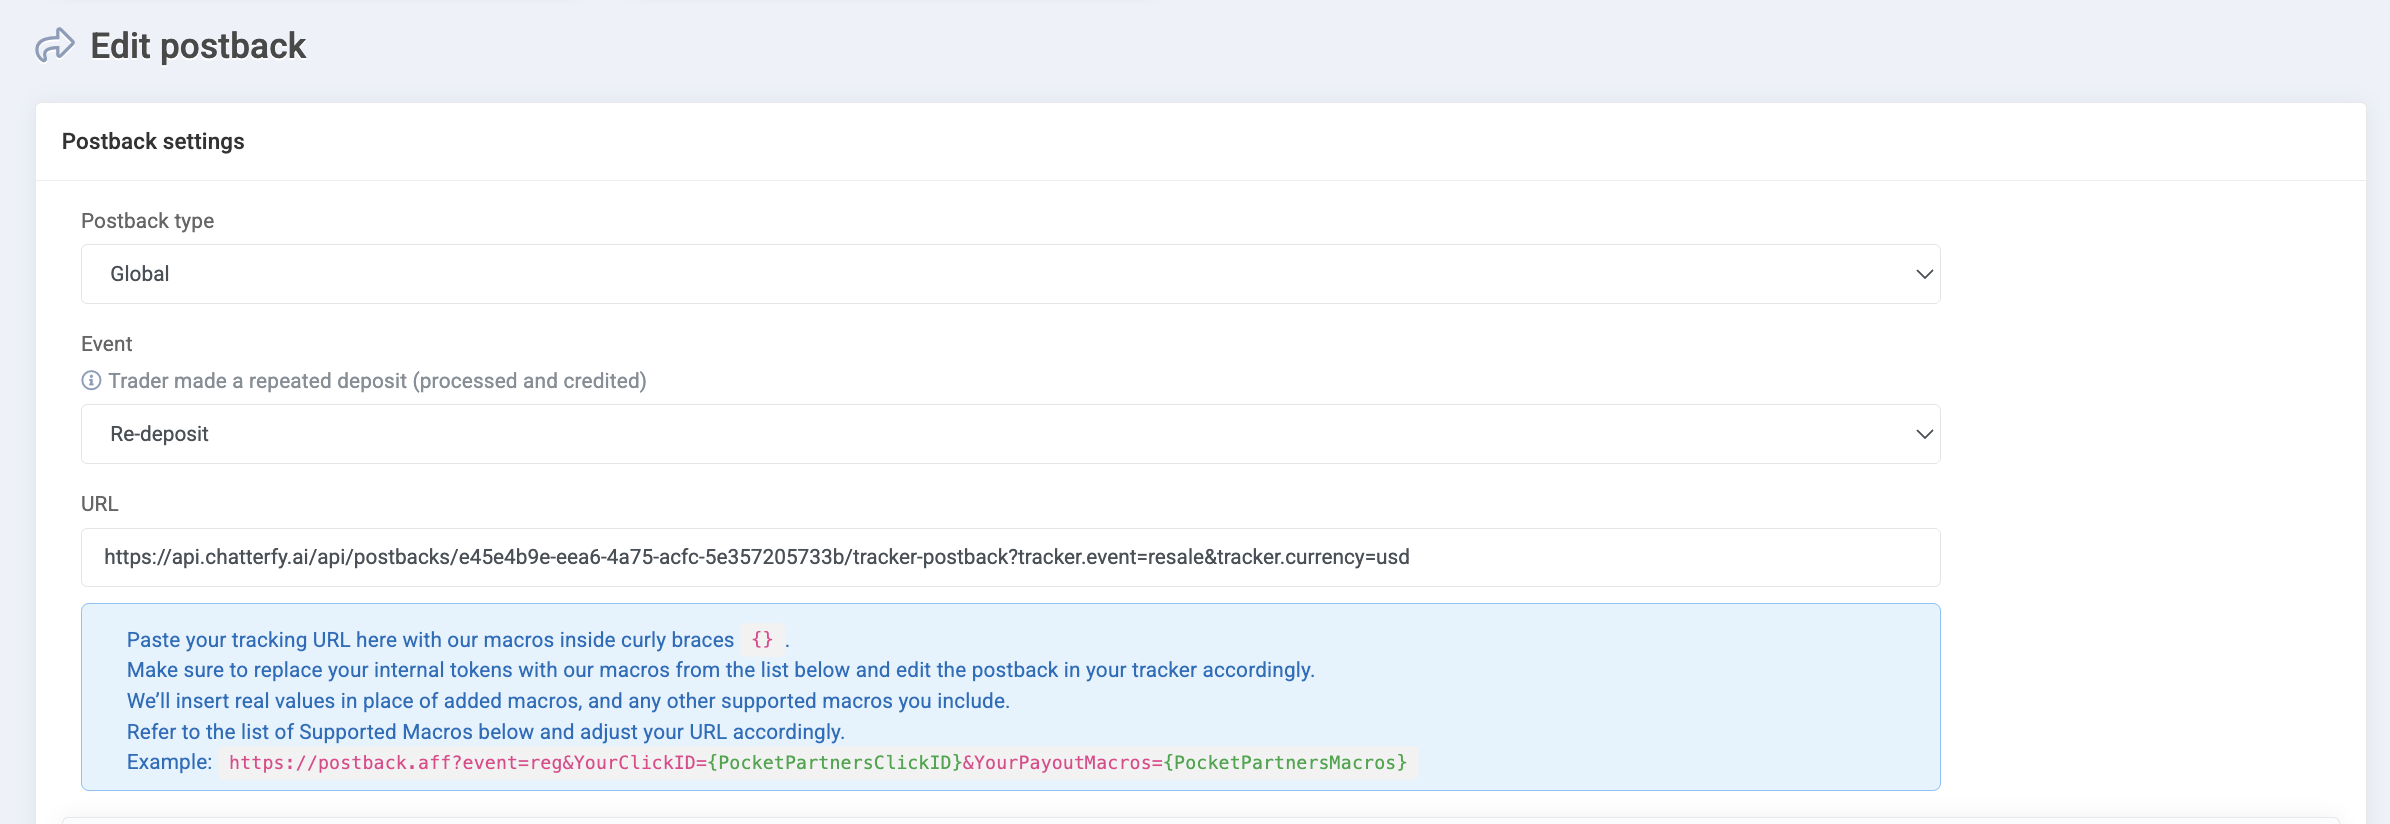 Edit postback
Postback settings
Postback type
Global
Event
Trader made a repeated deposit (processed and credited)
Re-deposit
URL
https://api.chatterfy.ai/api/postbacks/e45e4b9e-eea6-4a75-acfc-5e357205733b/tracker-postback?tracker.event=resale&tracker.currency=usd
Paste your tracking URL here with our macros inside curly braces {} .
Make sure to replace your internal tokens with our macros from the list below and edit the postback in your tracker accordingly.
We’ll insert real values in place of added macros, and any other supported macros you include.
Refer to the list of Supported Macros below and adjust your URL accordingly.
Example: https://postback.aff?event=reg&YourClickID={PocketPartnersClickID}&YourPayoutMacros={PocketPartnersMacros}